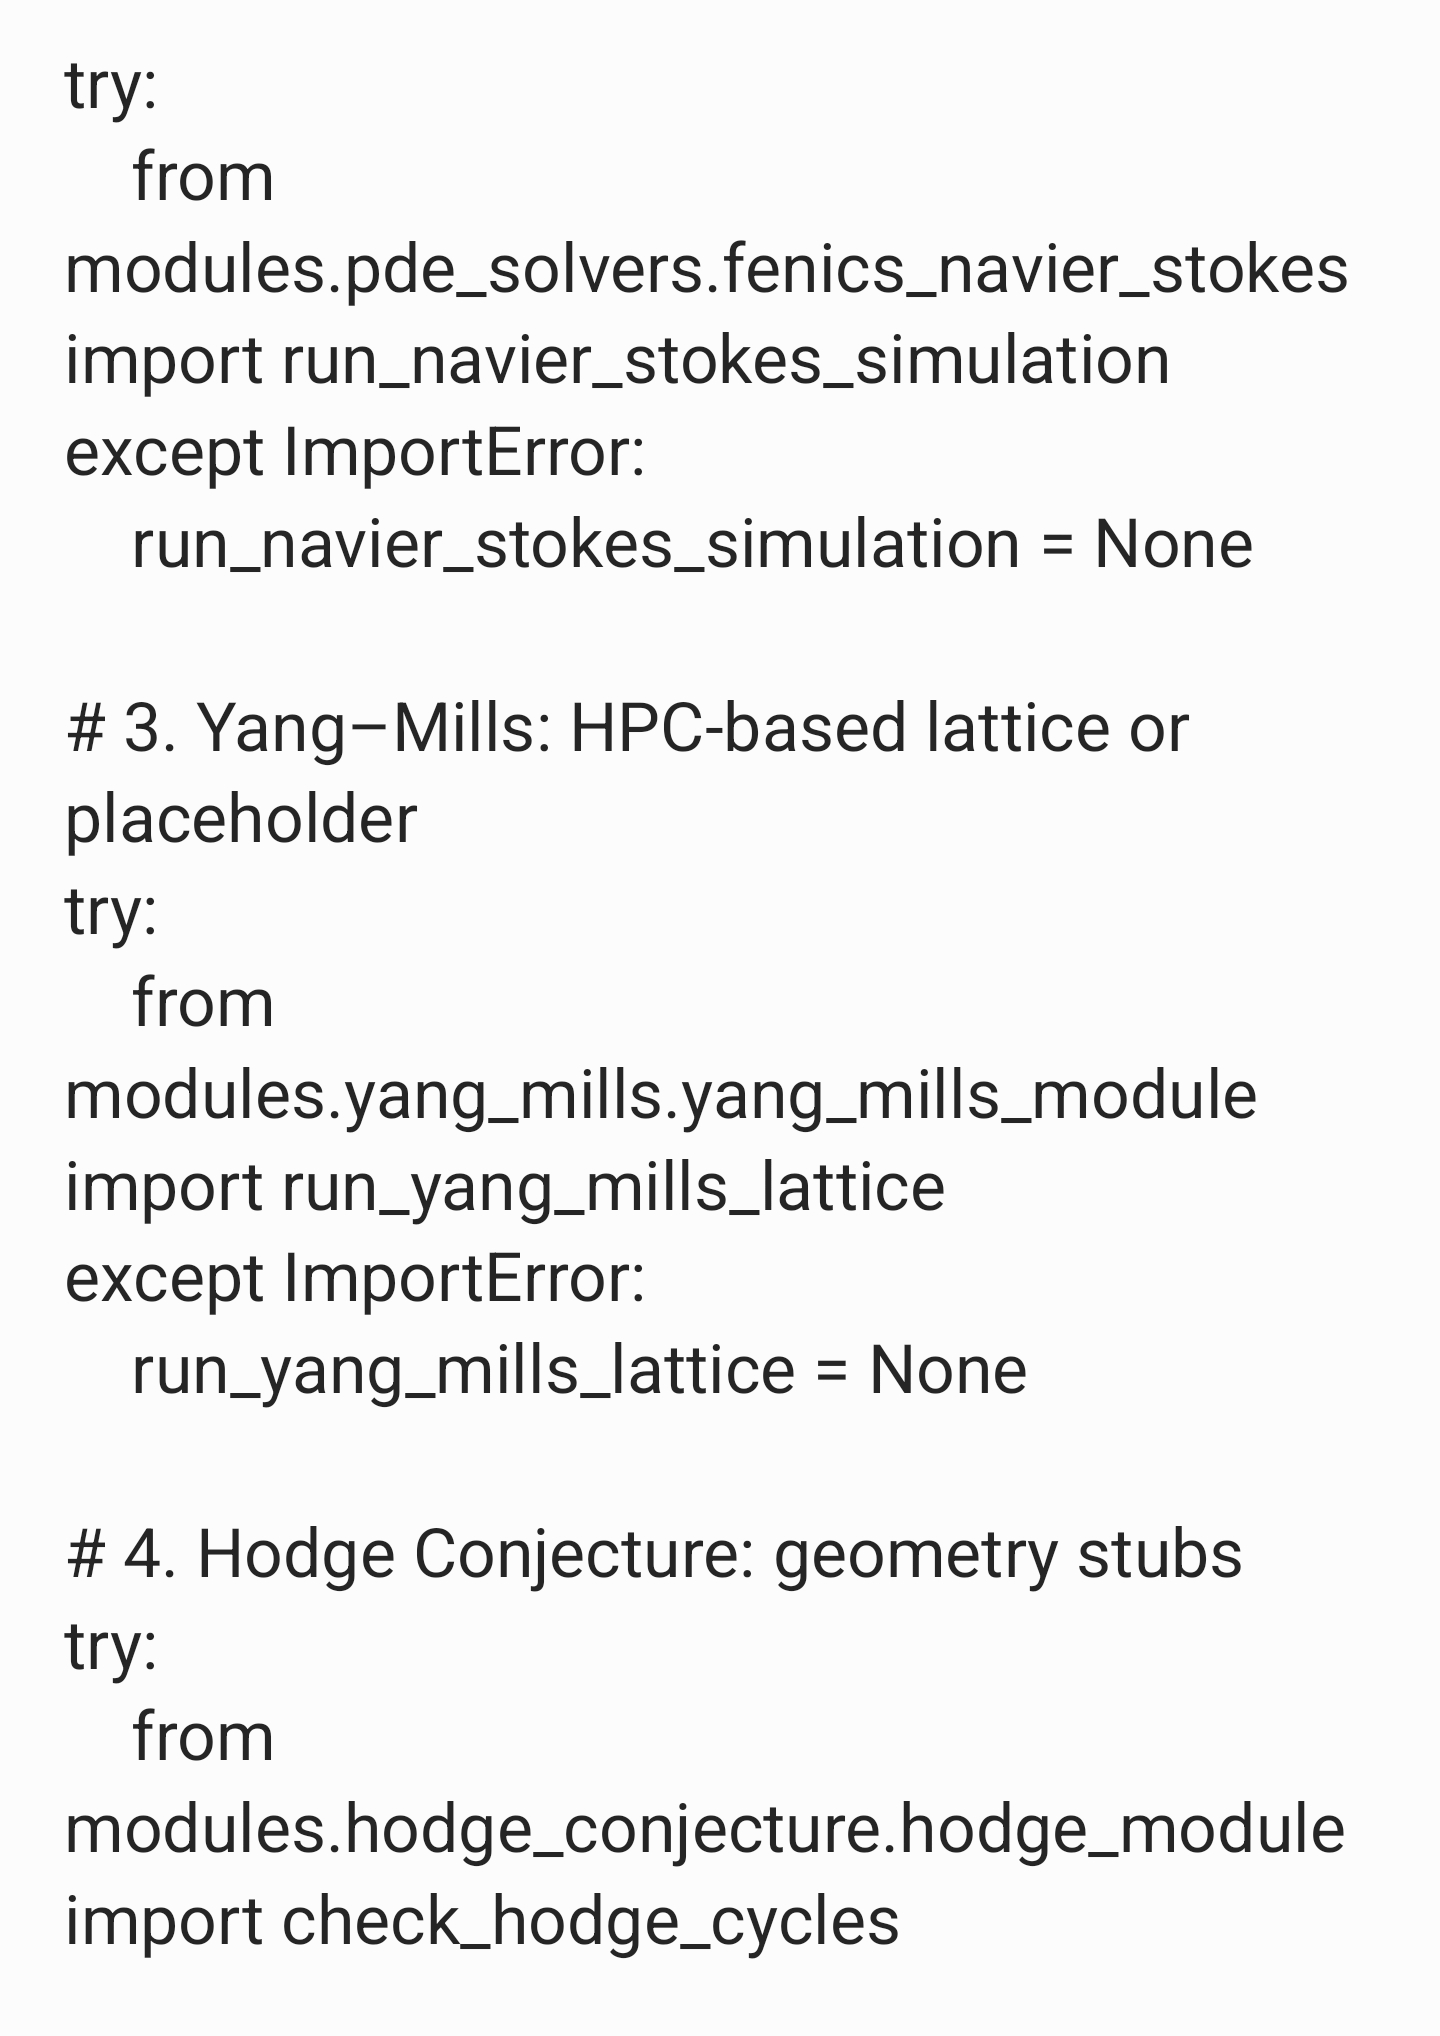 try:
    from
modules.pde_solvers.fenics_navier_stokes
import run_navier_stokes_simulation
except ImportError:
    run_navier_stokes_simulation = None

# 3. Yang–Mills: HPC-based lattice or
placeholder
try:
    from
modules.yang_mills.yang_mills_module
import run_yang_mills_lattice
except ImportError:
    run_yang_mills_lattice = None

# 4. Hodge Conjecture: geometry stubs
try:
    from
modules.hodge_conjecture.hodge_module
import check_hodge_cycles